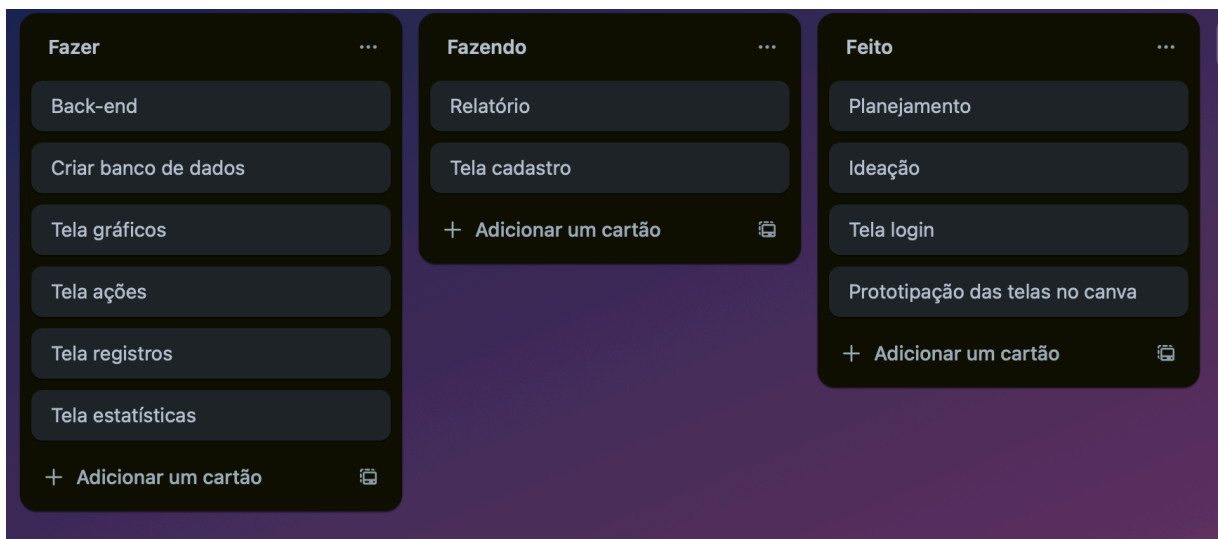 Fazer
Back-end
Criar banco de dados
Tela gráficos
Tela ações
Tela registros
Tela estatísticas
Adicionar um cartão
Fazendo
Relatório
Tela cadastro
Adicionar um cartão
Feito
Planejamento
Ideação
Tela login
Prototipação das telas no canva
Adicionar um cartão